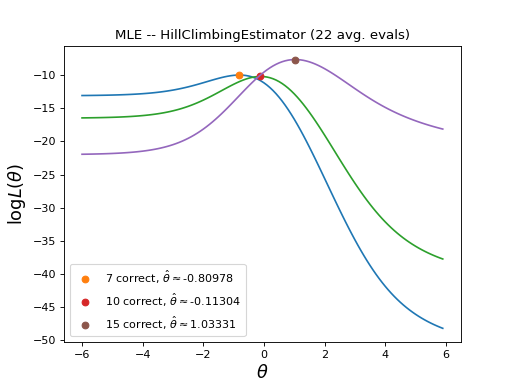 MLE -- HillClimbingEstimator (22 avg. evals)
logL(θ)
−10
−15
−20
−25
−30
−35
−40
−45
−50
7 correct, θ̂ ≈ -0.80978
10 correct, θ̂ ≈ -0.11304
15 correct, θ̂ ≈ 1.03331
−6 −4 −2 0 2 4 6
θ